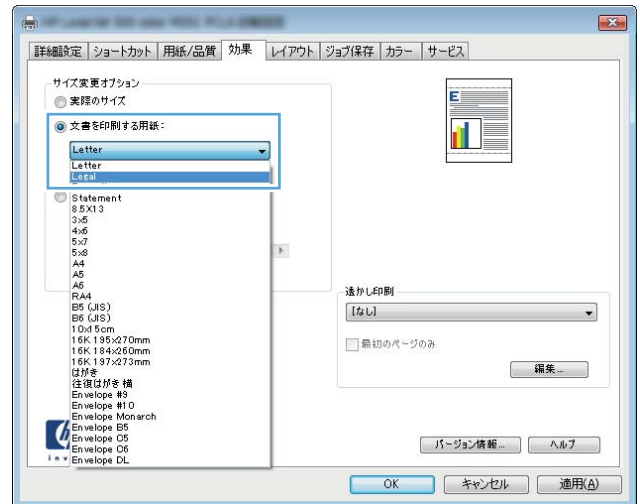 詳細設定 ショートカット 用紙/品質 効果 レイアウト ジョブ保存 カラー サービス
サイズ変更オプション
実際のサイズ
文書を印刷する用紙:
Letter
Letter
Legal
Statement
8.5X13
3x5
4x6
5x7
5x8
A4
A5
A6
RA4
B5 (JIS)
B6 (JIS)
10x15cm
16K 195x270mm
16K 184x260mm
16K 197x273mm
はがき
往復はがき 横
Envelope #9
Envelope #10
Envelope Monarch
Envelope B5
Envelope C5
Envelope C6
Envelope DL
E
透かし印刷
[なし]
最初のページのみ
編集...
バージョン情報... ヘルプ
OK キャンセル 適用(A)